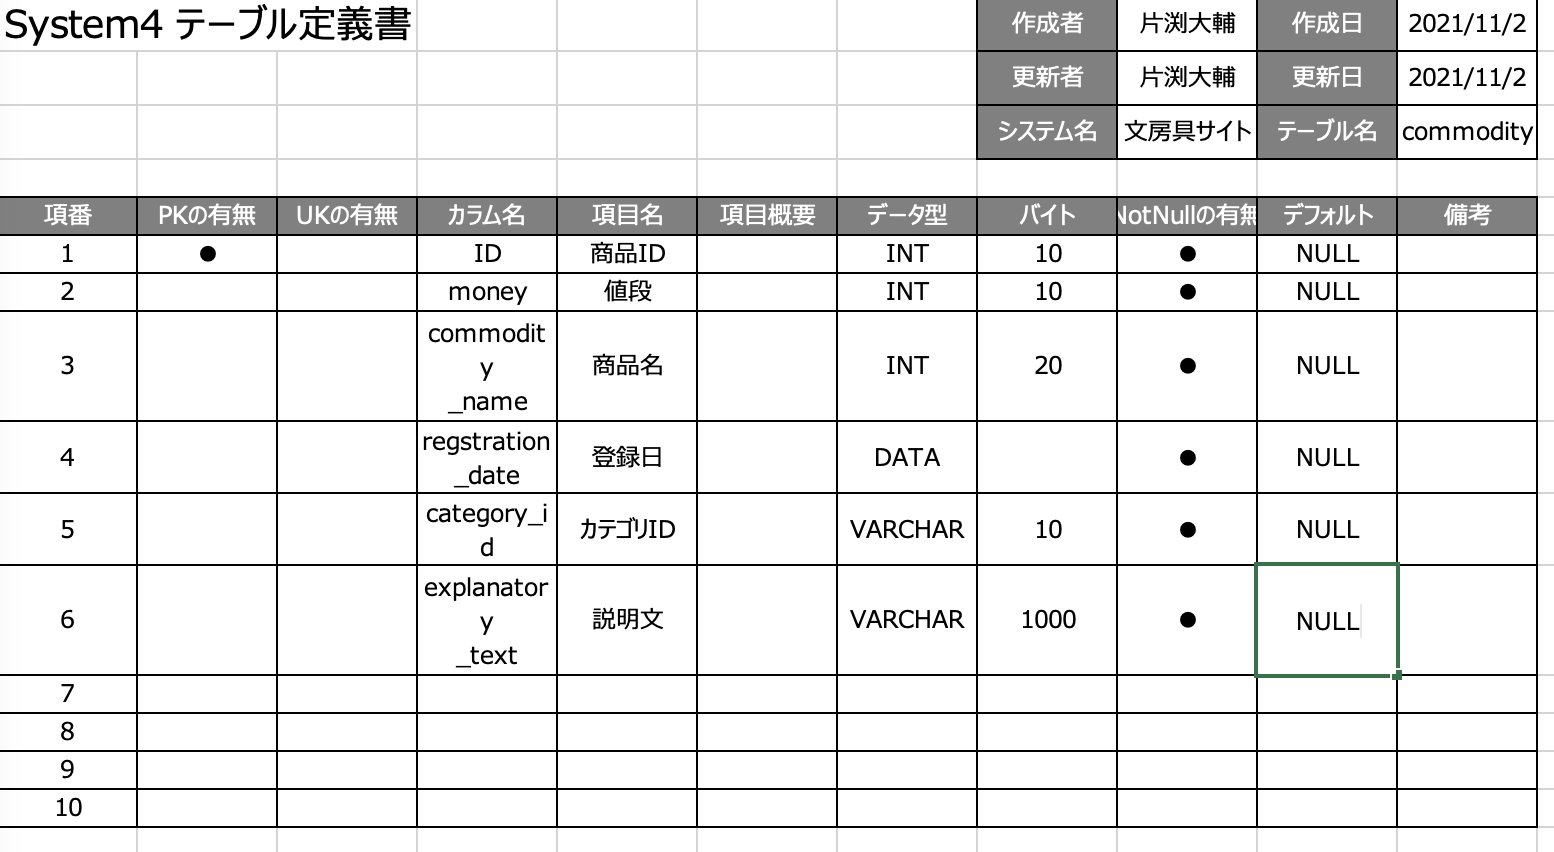 System4 テーブル定義書 作成者 片渕大輔 作成日 2021/11/2
更新者 片渕大輔 更新日 2021/11/2
システム名 文房具サイト テーブル名 commodity
項番 PKの有無 UKの有無 カラム名 項目名 項目概要 データ型 バイト NotNullの有無 デフォルト 備考
1 ● ID 商品ID INT 10 ● NULL
2 money 値段 INT 10 ● NULL
3 commodit
y
_name 商品名 INT 20 ● NULL
4 regstration
_date 登録日 DATA ● NULL
5 category_i
d カテゴリID VARCHAR 10 ● NULL
6 explanator
y
_text 説明文 VARCHAR 1000 ● NULL
7
8
9
10